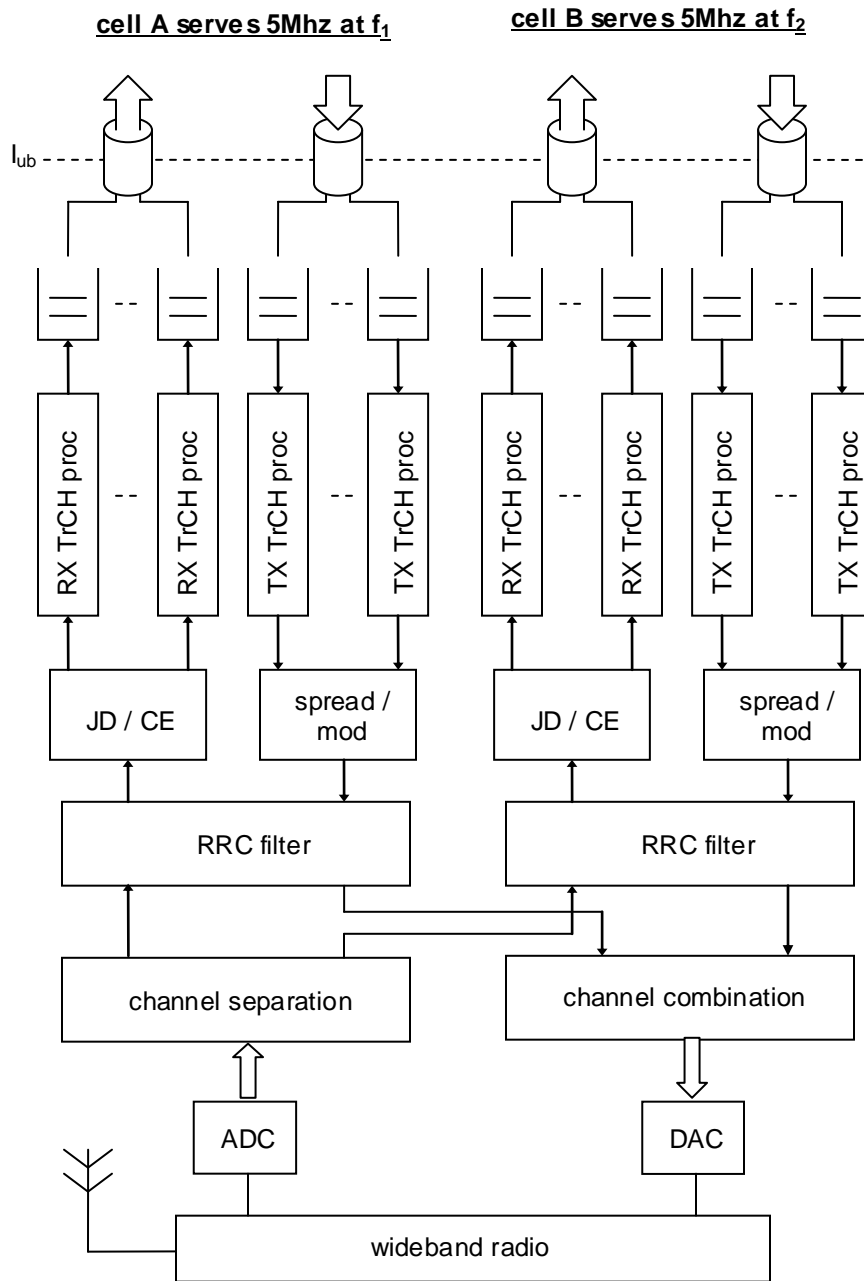 cell A serves 5Mhz at f₁
cell B serves 5Mhz at f₂
Iub
RX TrCH proc
RX TrCH proc
TX TrCH proc
TX TrCH proc
RX TrCH proc
RX TrCH proc
TX TrCH proc
TX TrCH proc
JD / CE
spread /
mod
JD / CE
spread /
mod
RRC filter
RRC filter
channel separation
channel combination
ADC
DAC
wideband radio